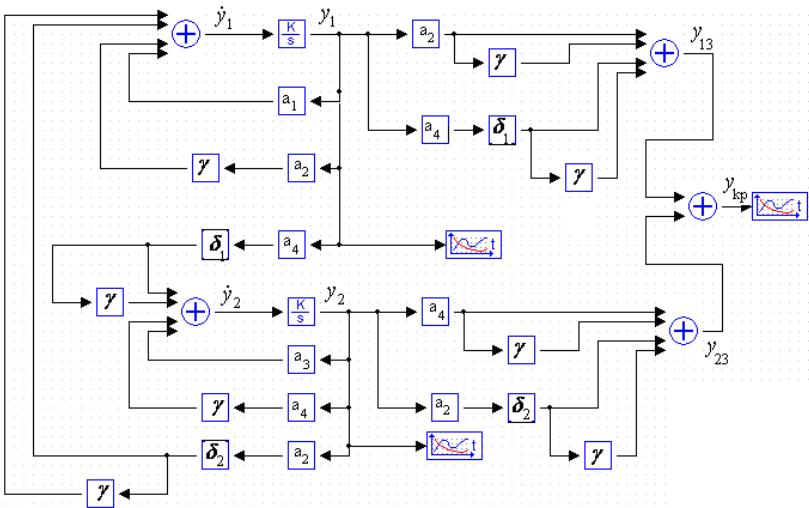 ẏ₁ K/s y₁ a₂ y₁₃
γ
a₁ a₄ δ₁
γ a₂ γ
y_kp t
δ₁ a₄ t
γ ẏ₂ K/s y₂ a₄
γ y₂₃
a₃
γ a₄ a₂ δ₂
δ₂ a₂ t γ
γ